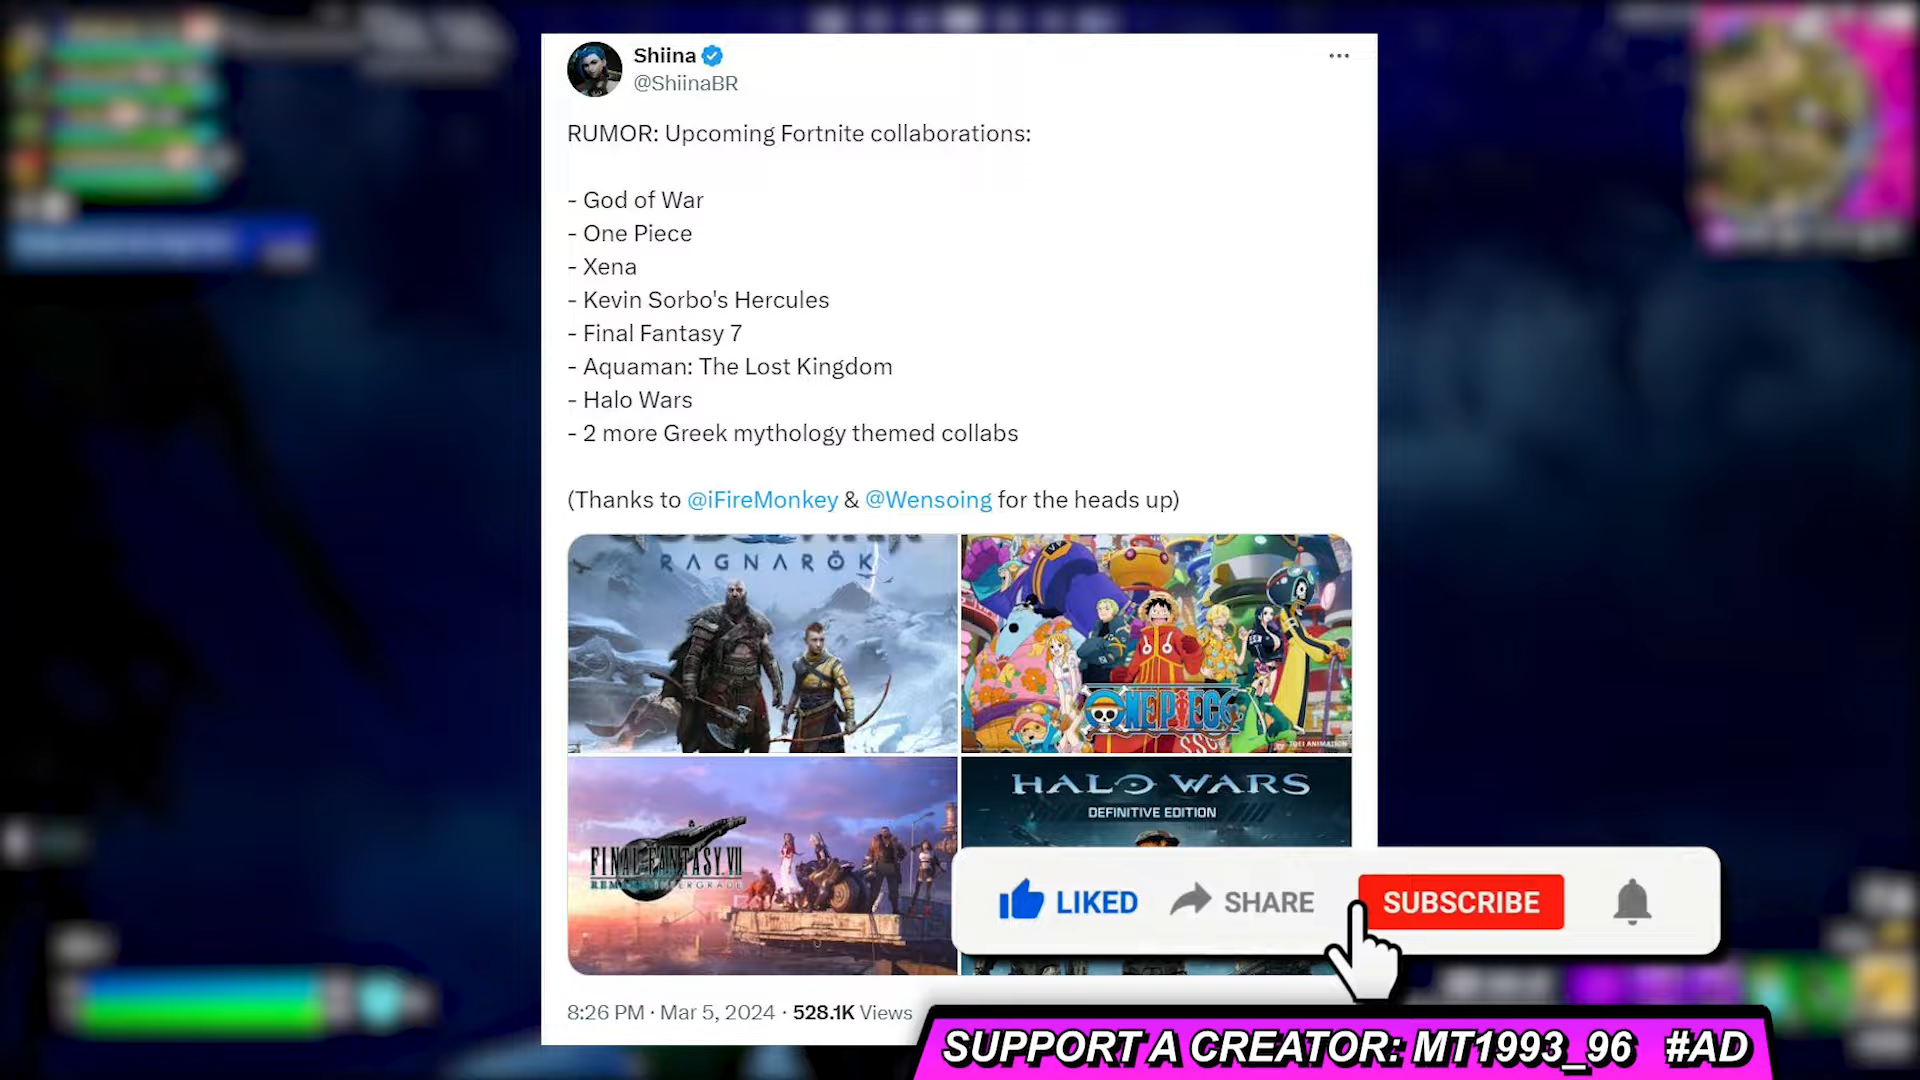 Shiina
@ShiinaBR
RUMOR: Upcoming Fortnite collaborations:
- God of War
- One Piece
- Xena
- Kevin Sorbo's Hercules
- Final Fantasy 7
- Aquaman: The Lost Kingdom
- Halo Wars
- 2 more Greek mythology themed collabs
(Thanks to @iFireMonkey & @Wensoing for the heads up)
RAGNARÖK
ONE PIECE
TOEI ANIMATION
FINAL FANTASY VII
HALO WARS
DEFINITIVE EDITION
LIKED SHARE SUBSCRIBE
8:26 PM · Mar 5, 2024 · 528.1K Views
SUPPORT A CREATOR: MT1993_96 #AD